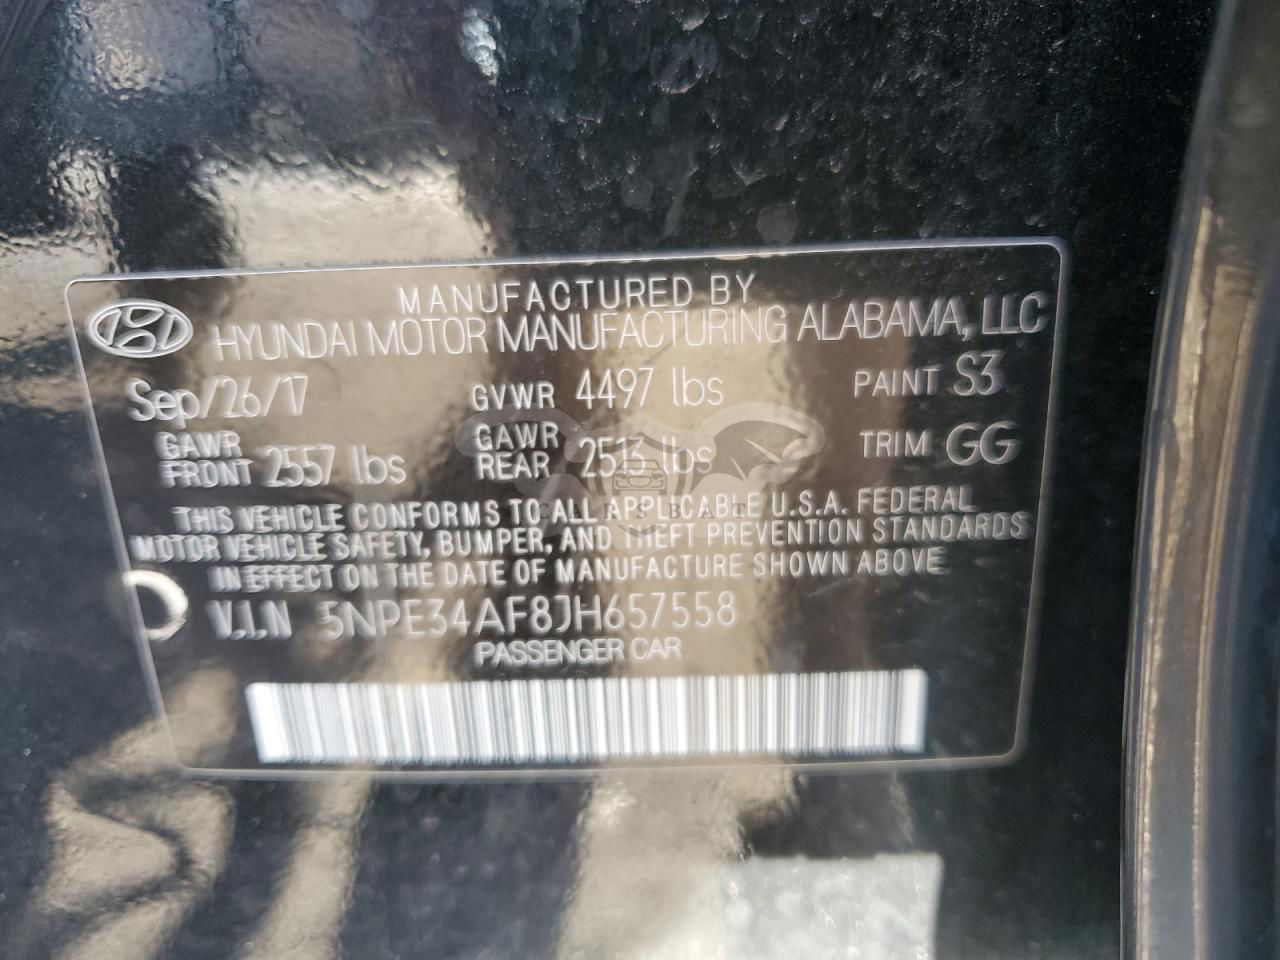 MANUFACTURED BY
HYUNDAI MOTOR MANUFACTURING ALABAMA, LLC
Sep/26/17 GVWR 4497 lbs PAINT S3
GAWR FRONT 2557 lbs GAWR REAR 2513 lbs TRIM GG
THIS VEHICLE CONFORMS TO ALL APPLICABLE U.S.A. FEDERAL
MOTOR VEHICLE SAFETY, BUMPER, AND THEFT PREVENTION STANDARDS
IN EFFECT ON THE DATE OF MANUFACTURE SHOWN ABOVE
V.I.N 5NPE34AF8JH657558
PASSENGER CAR